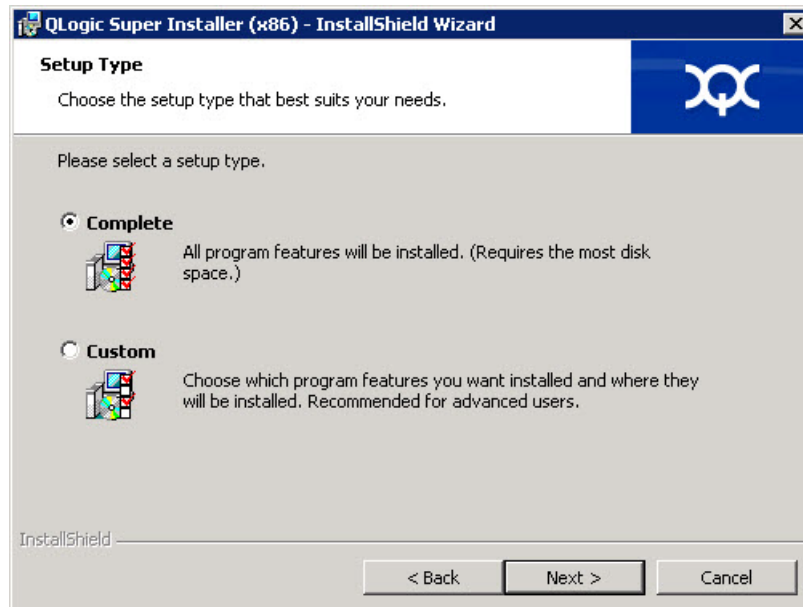 QLogic Super Installer (x86) - InstallShield Wizard
Setup Type
Choose the setup type that best suits your needs.
Please select a setup type.
Complete
All program features will be installed. (Requires the most disk
space.)
Custom
Choose which program features you want installed and where they
will be installed. Recommended for advanced users.
InstallShield
< Back
Next >
Cancel